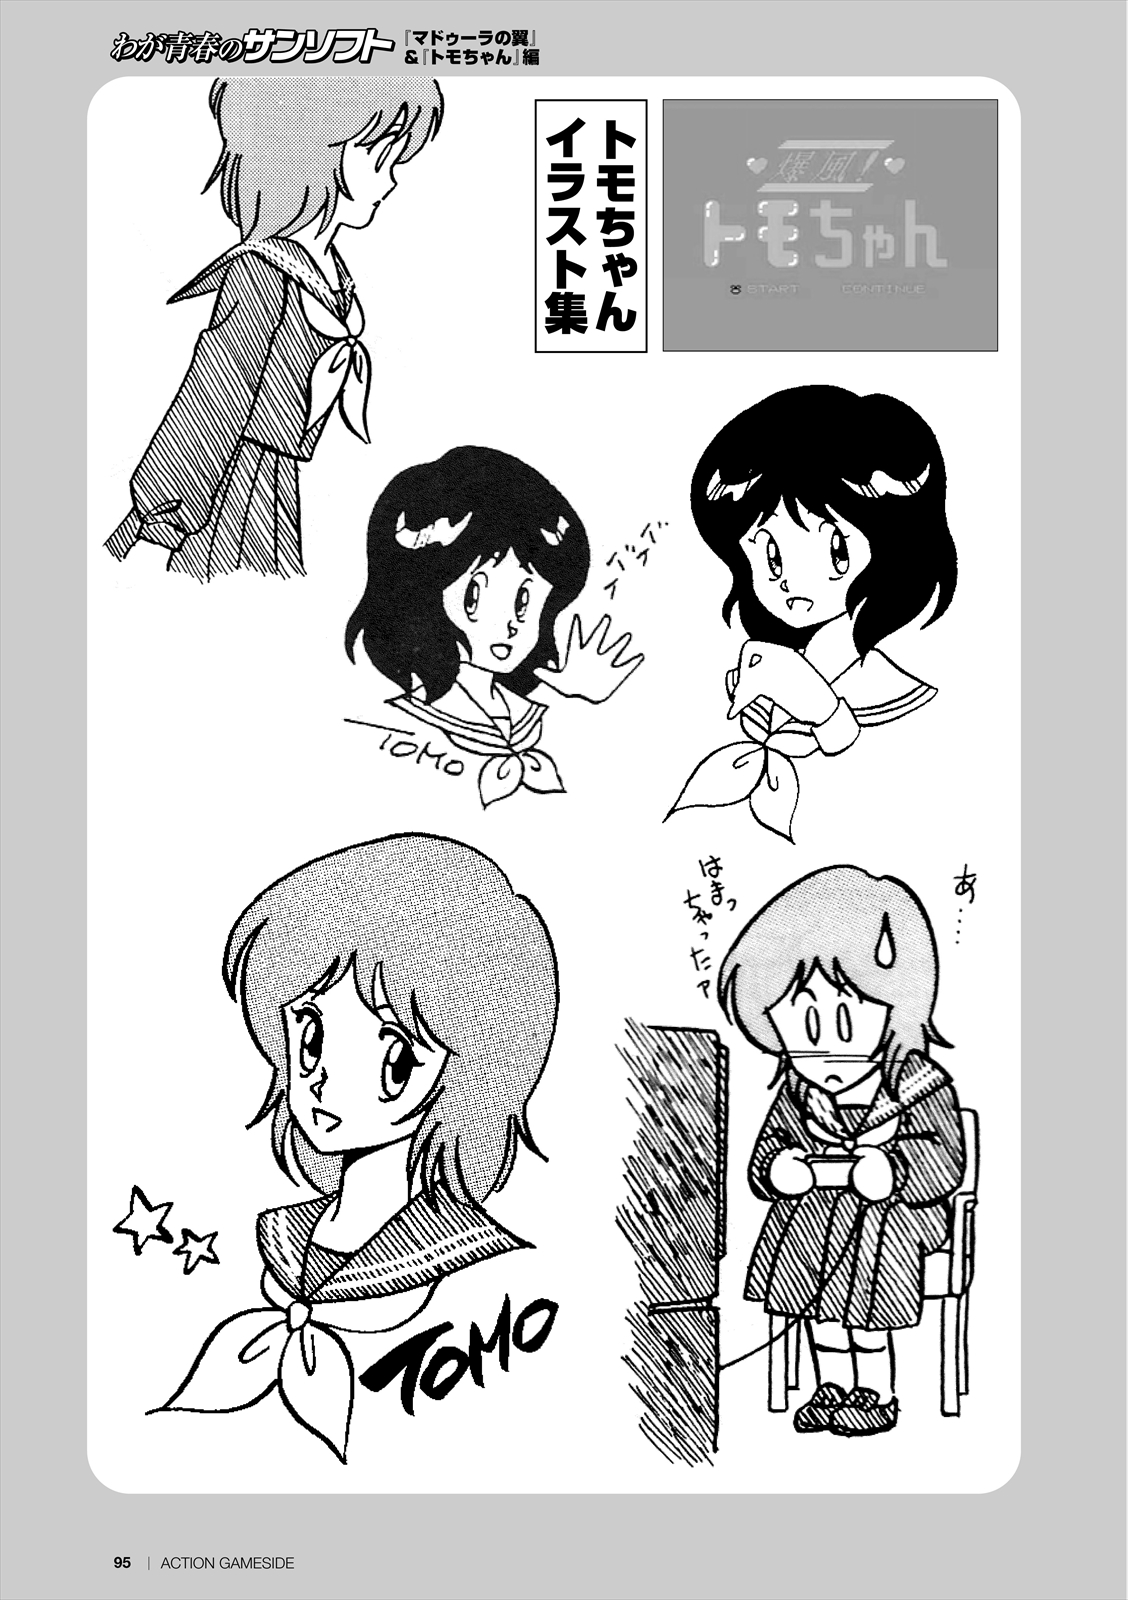 わが青春のサンソフト
『マドゥーラの翼』
&『トモちゃん』編
トモちゃん
イラスト集
爆風!
トモちゃん
START CONTINUE
イヤイヤ
TOMO
あ……
はまっ
ちゃったァ
TOMO
95 | ACTION GAMESIDE